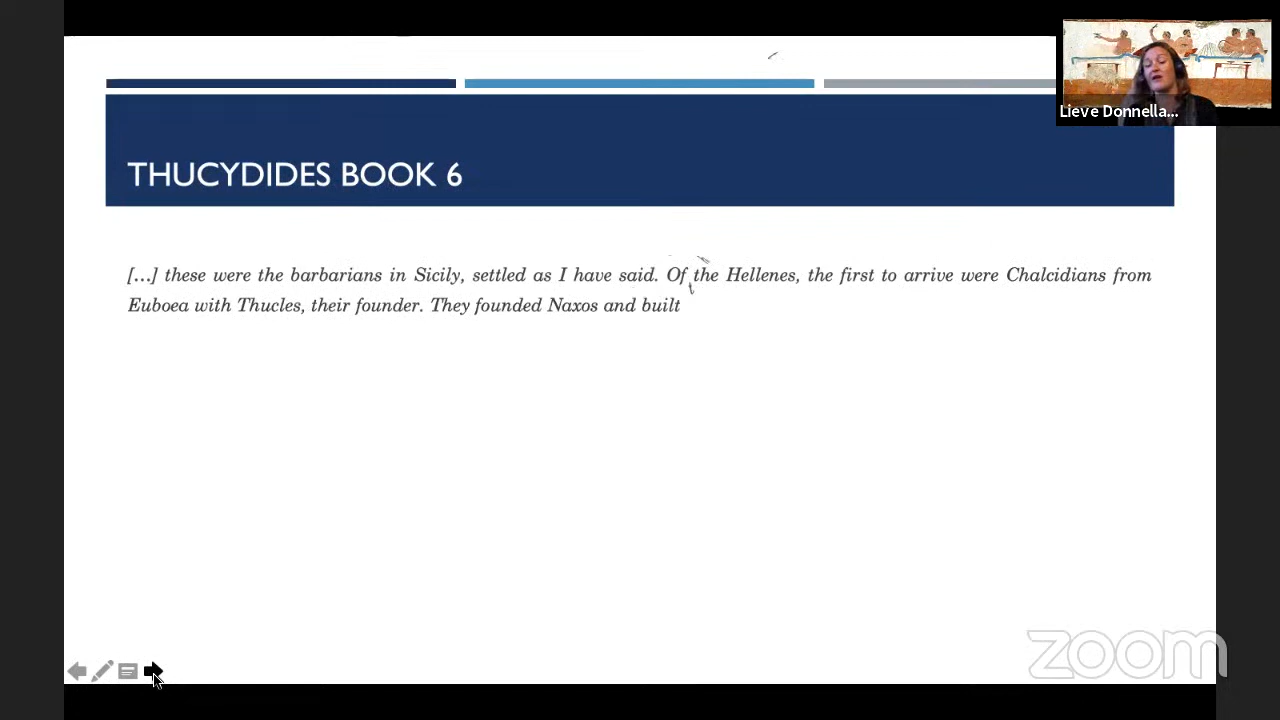 Lieve Donnella...
THUCYDIDES BOOK 6
[...] these were the barbarians in Sicily, settled as I have said. Of the Hellenes, the first to arrive were Chalcidians from
Euboea with Thucles, their founder. They founded Naxos and built
zoom